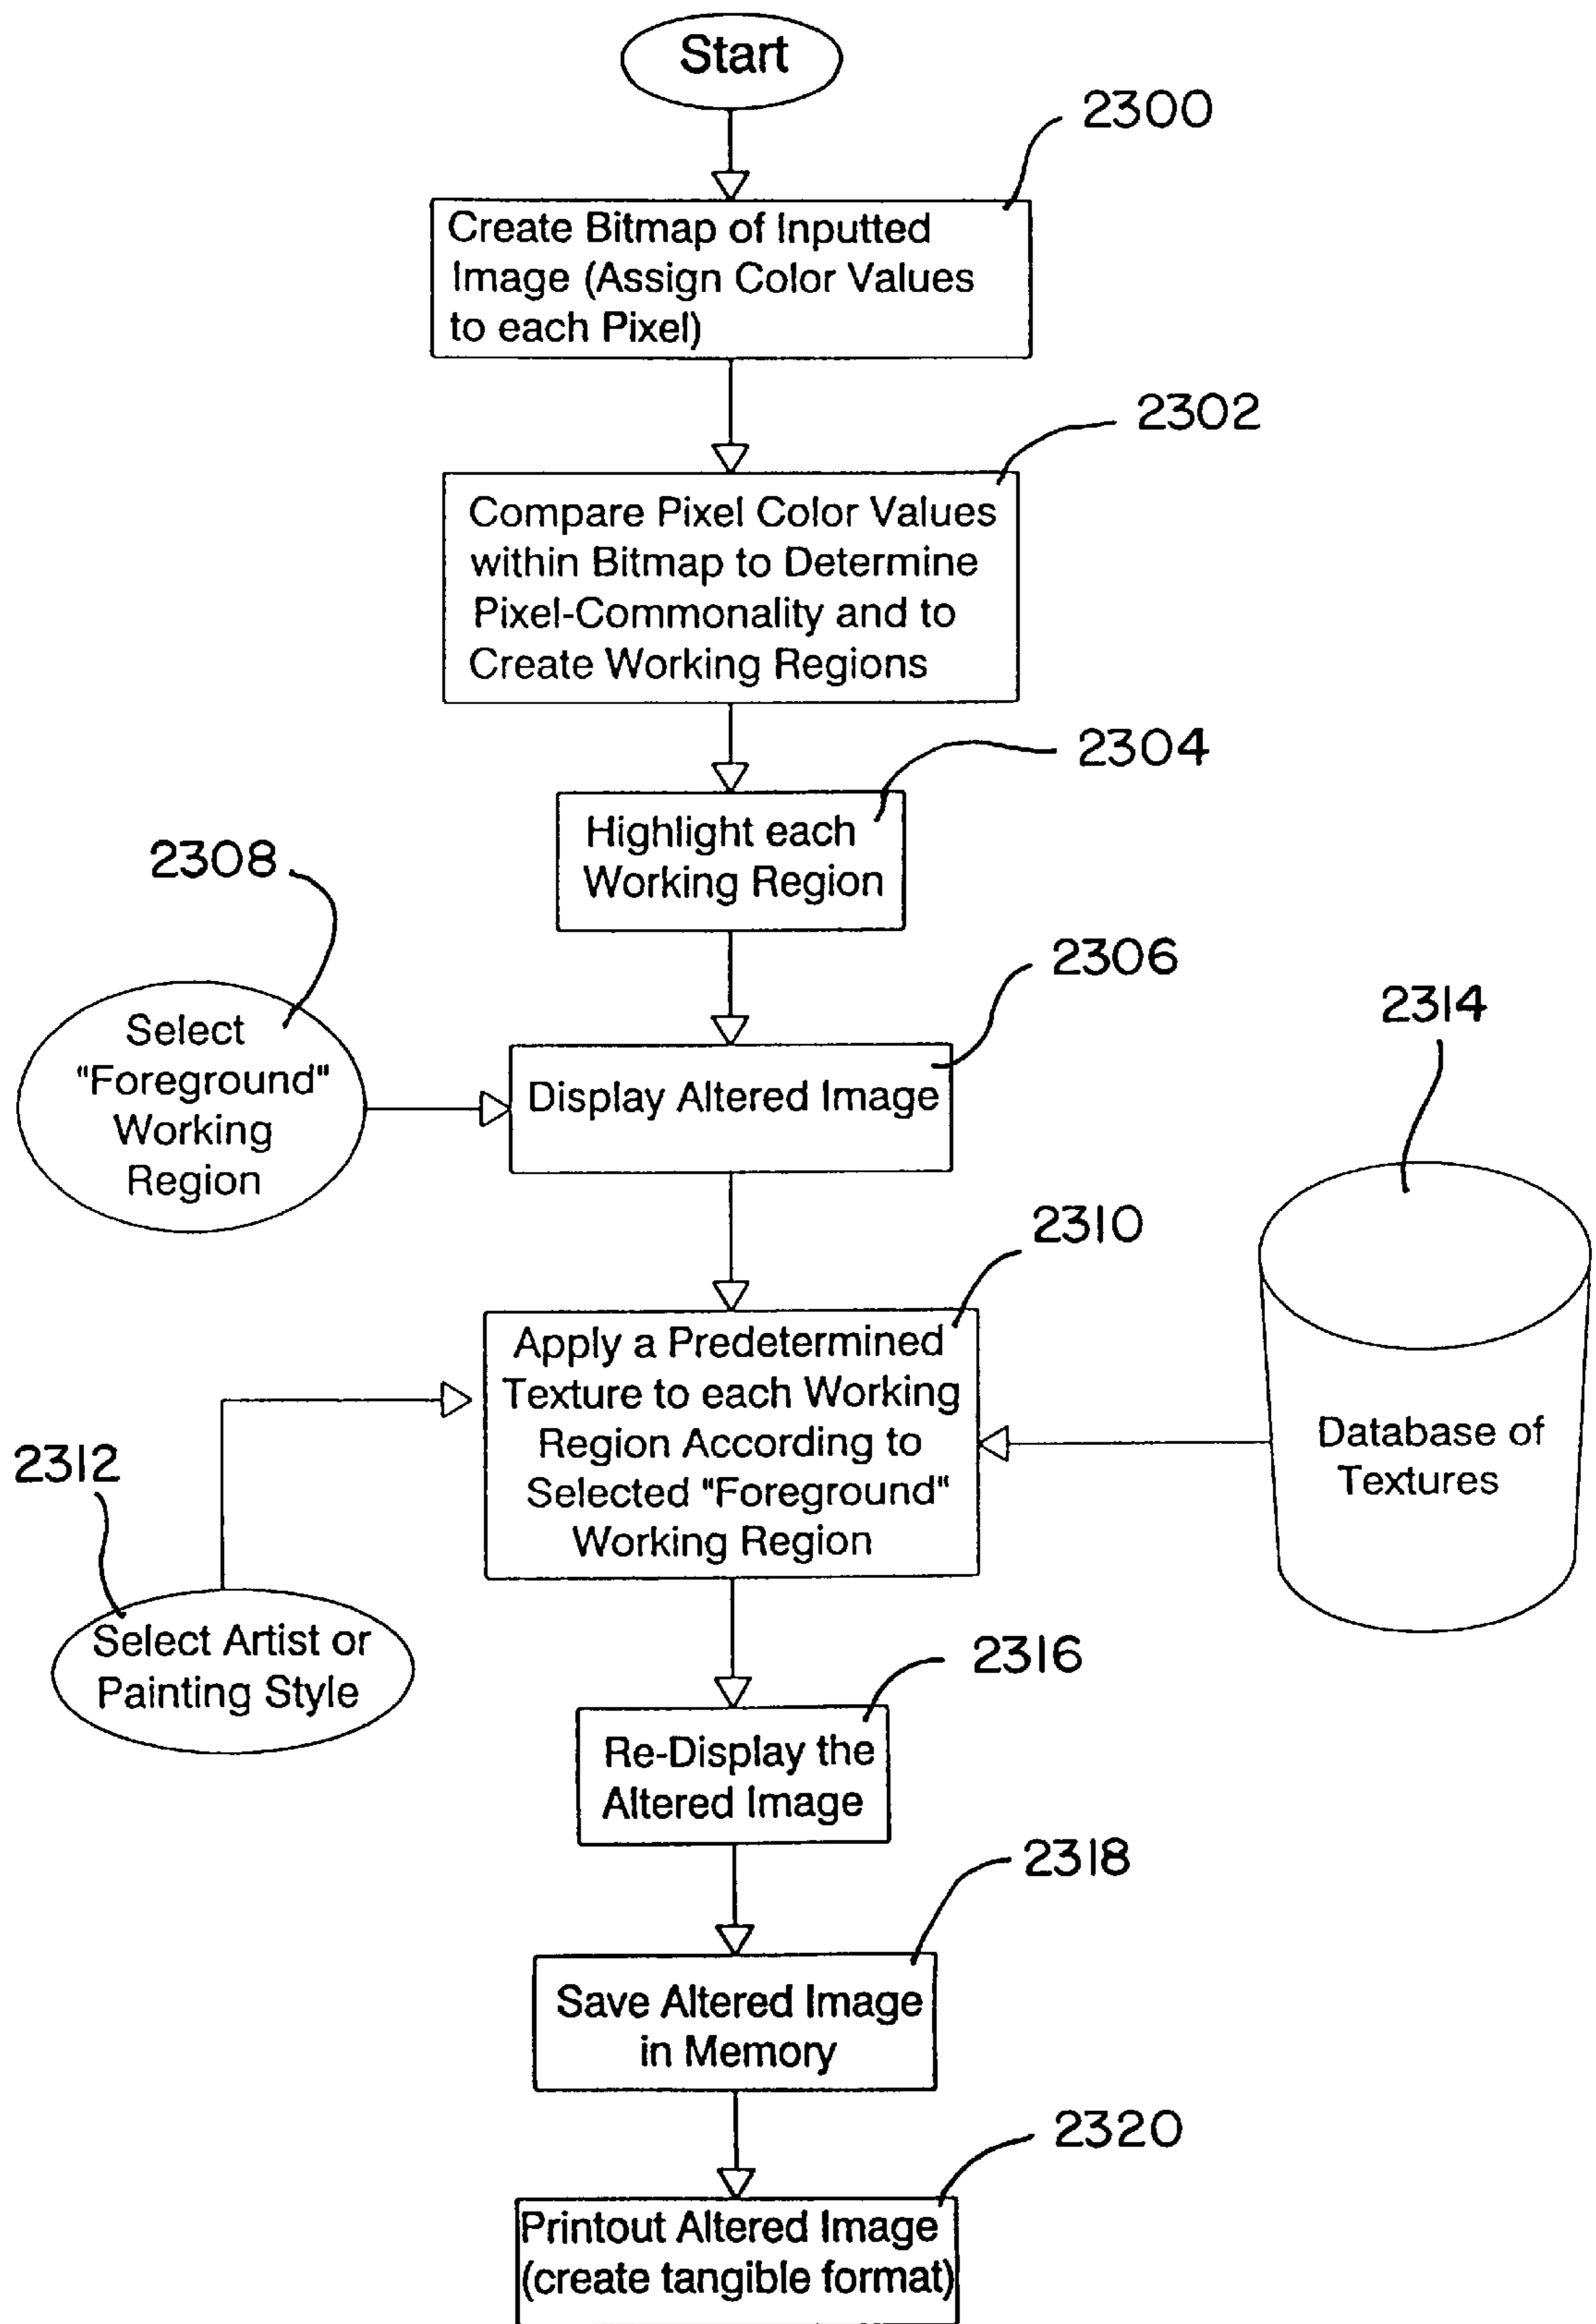 Start
2300
Create Bitmap of Inputted
Image (Assign Color Values
to each Pixel)
2302
Compare Pixel Color Values
within Bitmap to Determine
Pixel-Commonality and to
Create Working Regions
2304
Highlight each
Working Region
2308
Select
"Foreground"
Working
Region
2306
Display Altered Image
2314
Database of
Textures
2310
Apply a Predetermined
Texture to each Working
Region According to
Selected "Foreground"
Working Region
2312
Select Artist or
Painting Style
2316
Re-Display the
Altered Image
2318
Save Altered Image
in Memory
2320
Printout Altered Image
(create tangible format)